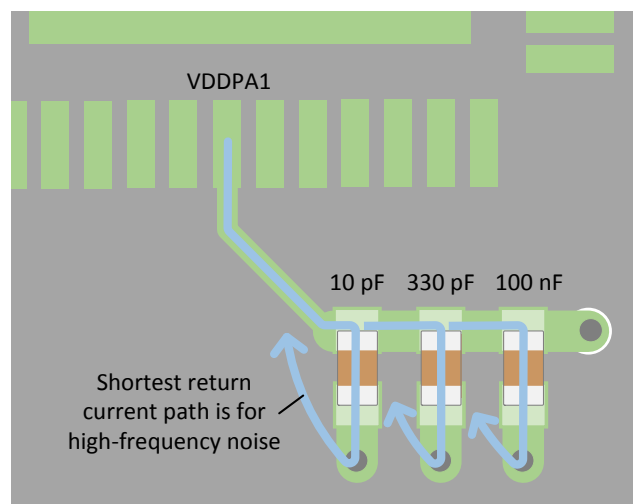 VDDPA1
10 pF 330 pF 100 nF
Shortest return
current path is for
high-frequency noise